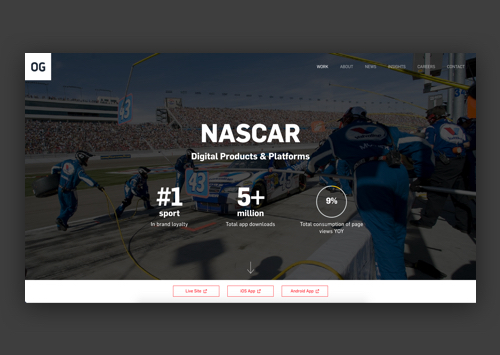 OG
WORK ABOUT NEWS INSIGHTS CAREERS CONTACT
NASCAR
Digital Products & Platforms
#1
sport
In brand loyalty
5+
million
Total app downloads
9%
Total consumption of page
views YOY
43
43
Live Site
iOS App
Android App